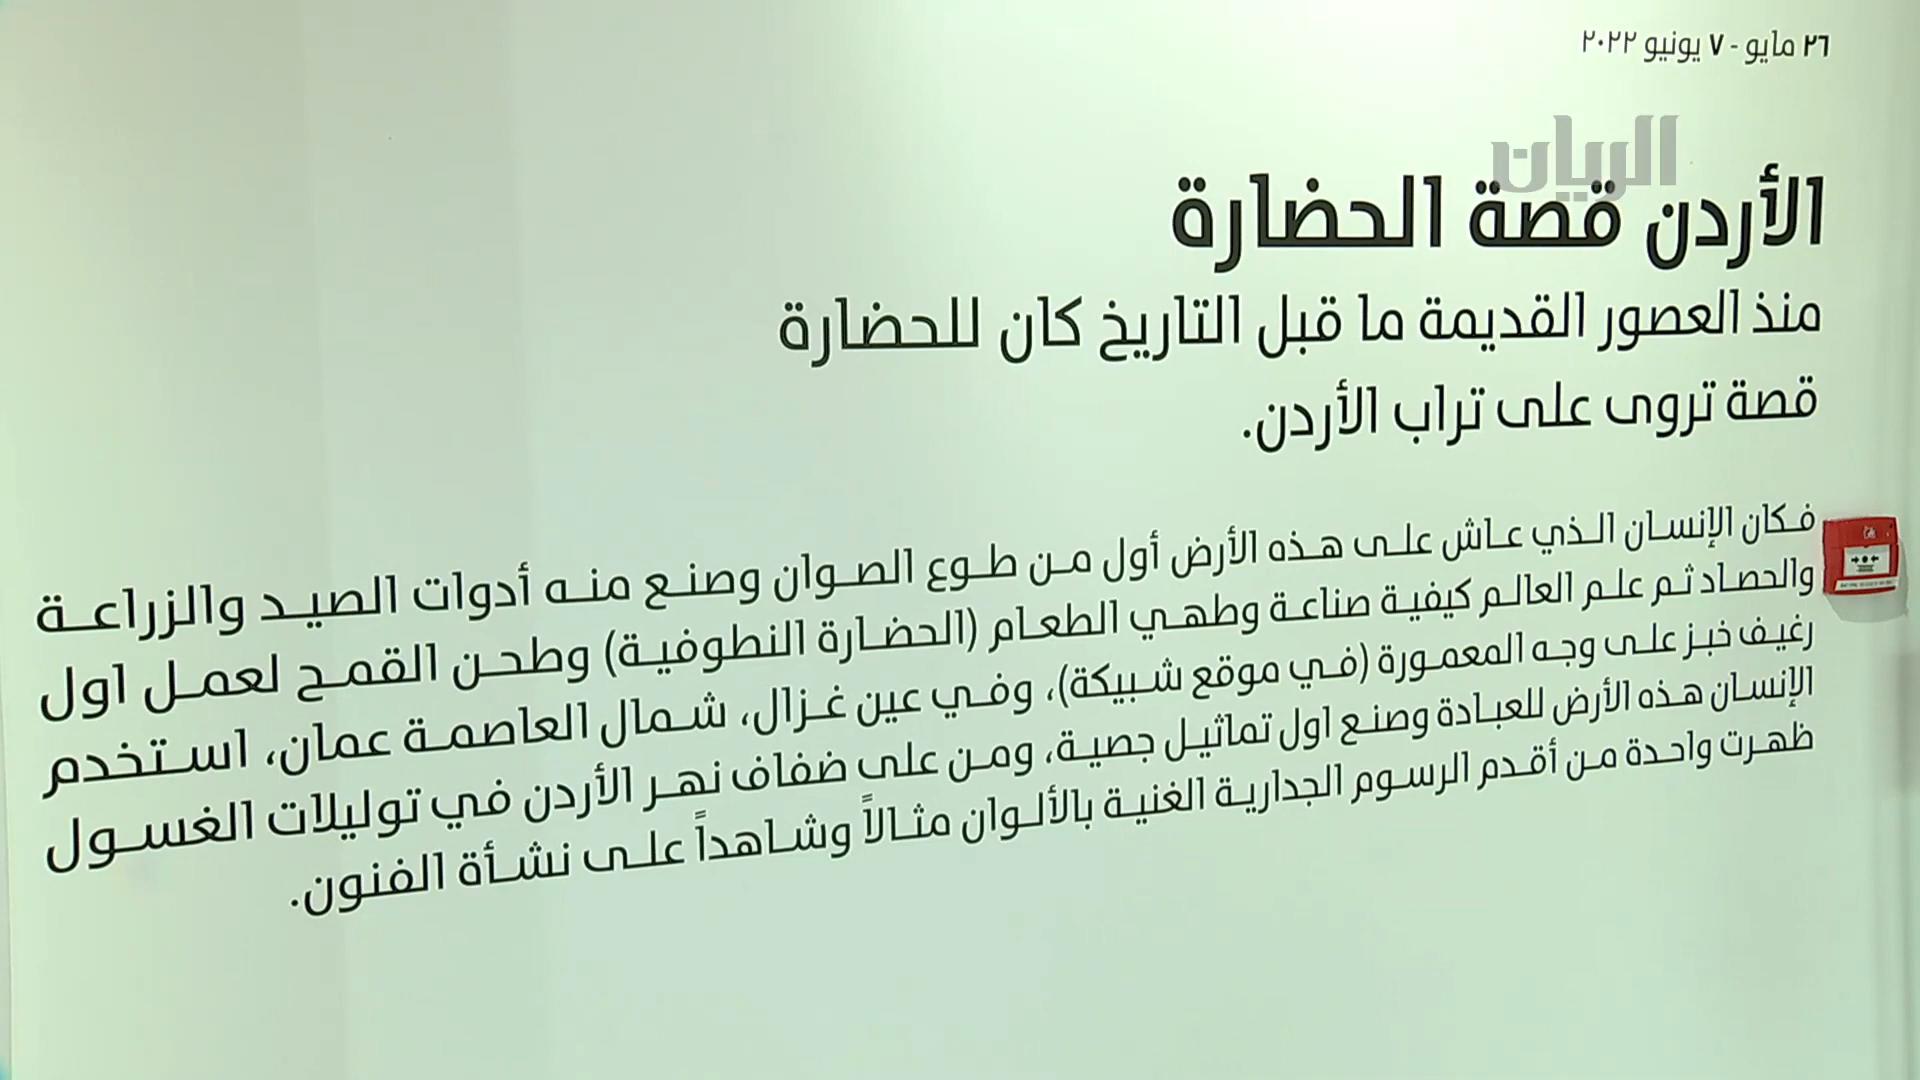 ٢٦ مايو - ٧ يونيو ٢٠٢٢
الريان
الأردن قصة الحضارة
منذ العصور القديمة ما قبل التاريخ كان للحضارة
قصة تروى على تراب الأردن.
فكان الإنسان الذي عاش على هذه الأرض أول من طوع الصوان وصنع منه أدوات الصيد والزراعة
والحصاد ثم علم العالم كيفية صناعة وطهي الطعام (الحضارة النطوفية) وطحن القمح لعمل اول
رغيف خبز على وجه المعمورة (في موقع شبيكة)، وفي عين غزال، شمال العاصمة عمان، استخدم
الإنسان هذه الأرض للعبادة وصنع اول تماثيل جصية، ومن على ضفاف نهر الأردن في توليلات الغسول
ظهرت واحدة من أقدم الرسوم الجدارية الغنية بالألوان مثالاً وشاهداً على نشأة الفنون.